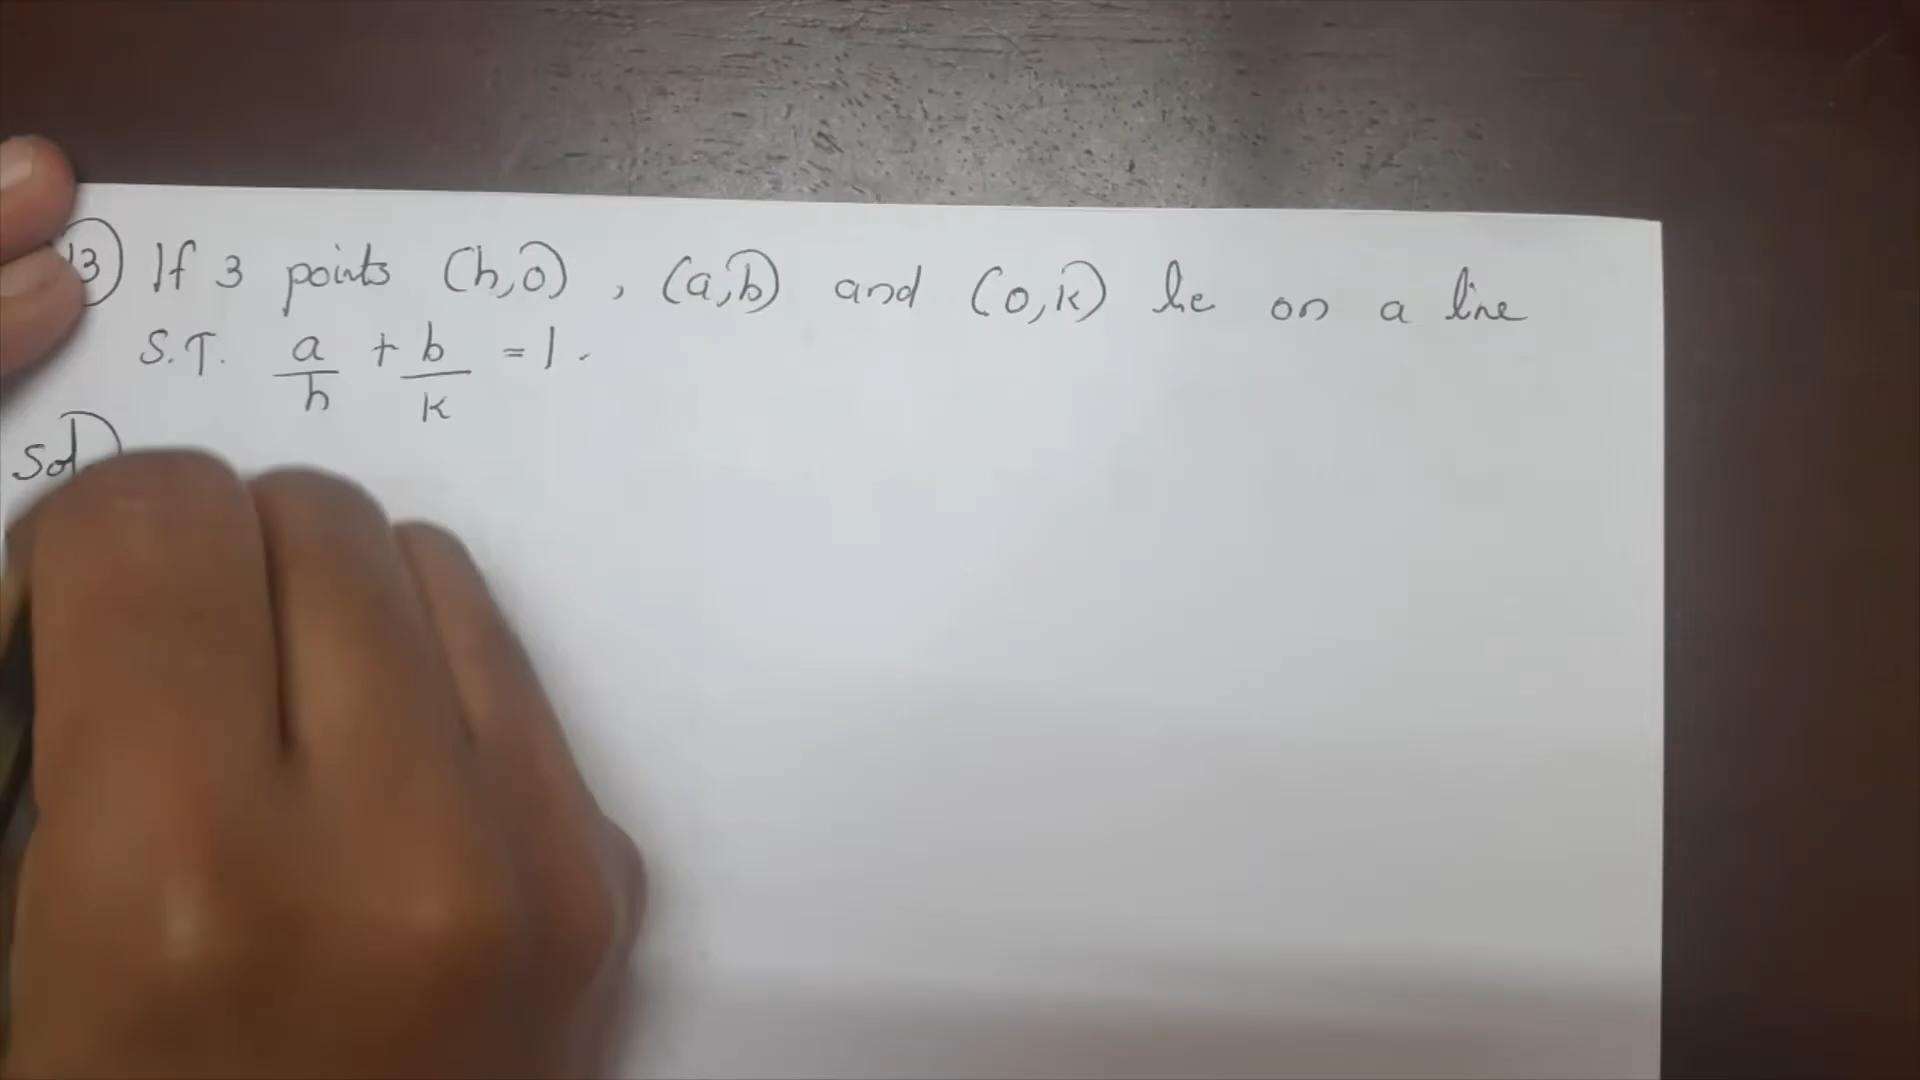 13) If 3 points (h,0), (a,b) and (0,k) lie on a line
S.T. a/h + b/k = 1.
Sol